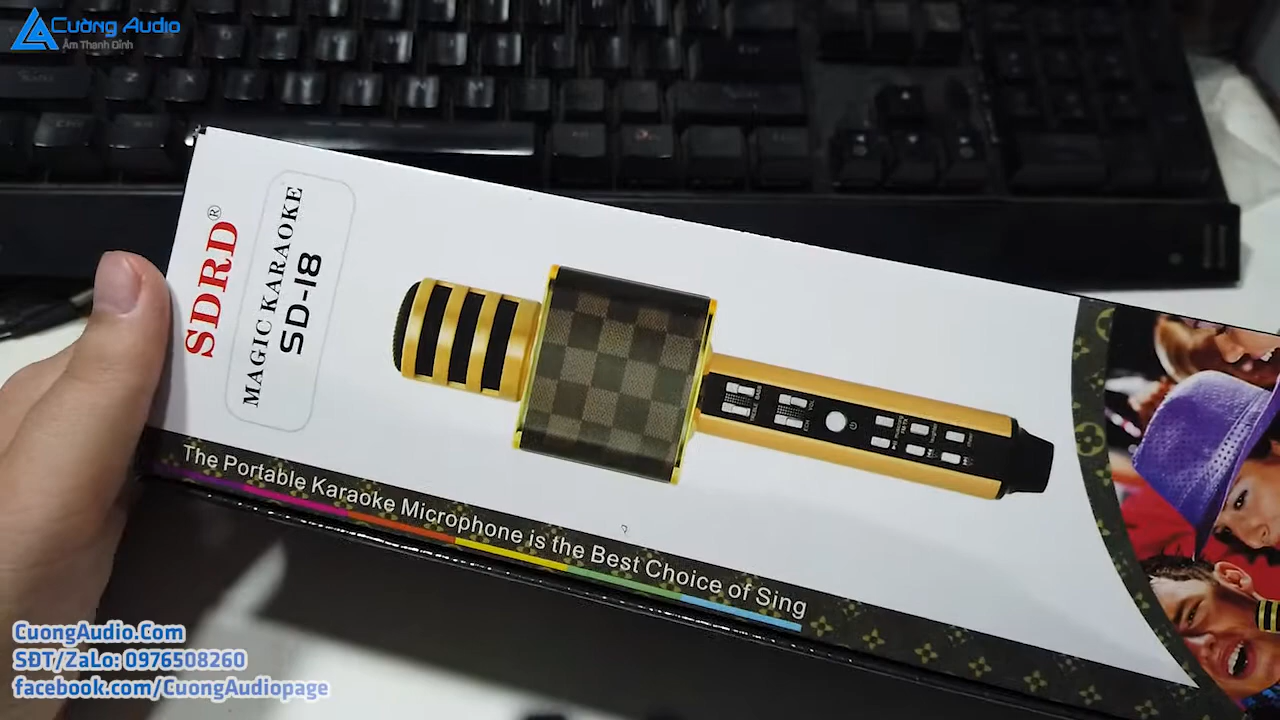 Cường Audio
Âm Thanh Đỉnh
SDRD®
MAGIC KARAOKE
SD-18
The Portable Karaoke Microphone is the Best Choice of Sing
CuongAudio.Com
SĐT/ZaLo: 0976508260
facebook.com/CuongAudiopage